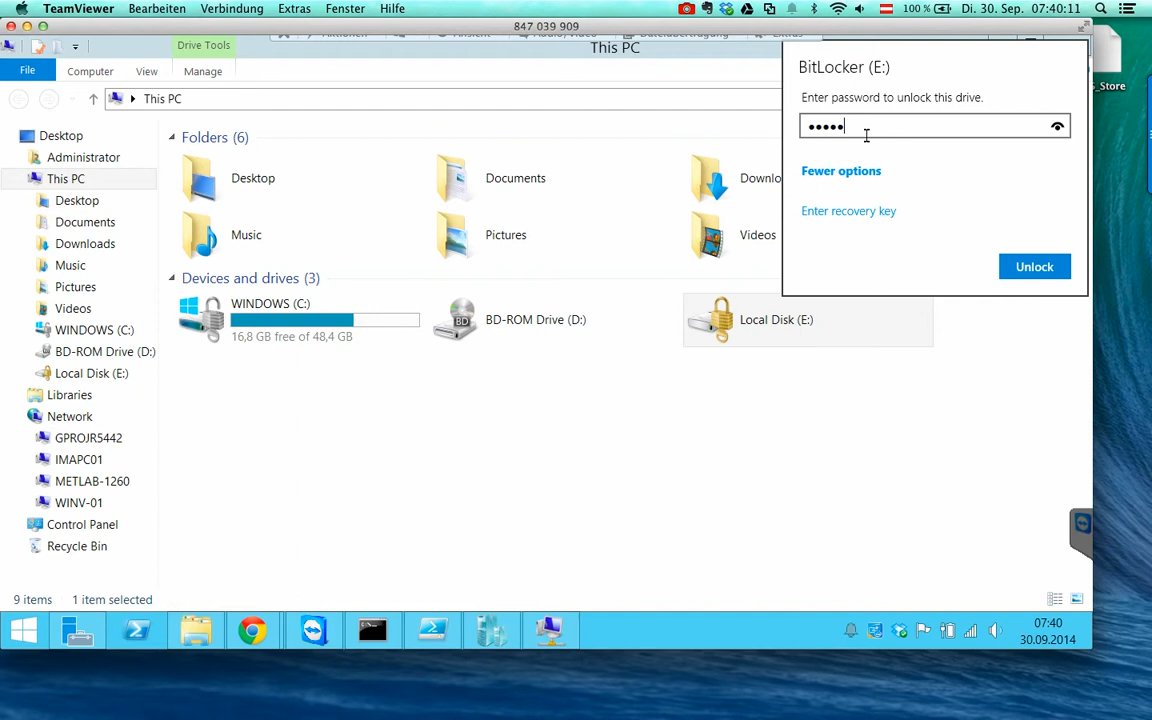 TeamViewer Bearbeiten Verbindung Extras Fenster Hilfe 100 % Di. 30. Sep. 07:40:11
847 039 909
Drive Tools
This PC
File Computer View Manage
This PC
_Store
BitLocker (E:)
Enter password to unlock this drive.
•••••
Fewer options
Enter recovery key
Unlock
Desktop
Administrator
This PC
Desktop
Documents
Downloads
Music
Pictures
Videos
WINDOWS (C:)
BD-ROM Drive (D:)
Local Disk (E:)
Libraries
Network
GPROJR5442
IMAPC01
METLAB-1260
WINV-01
Control Panel
Recycle Bin
Folders (6)
Desktop Documents Downlo
Music Pictures Videos
Devices and drives (3)
WINDOWS (C:)
16,8 GB free of 48,4 GB
BD
BD-ROM Drive (D:)
Local Disk (E:)
9 items 1 item selected
07:40
30.09.2014